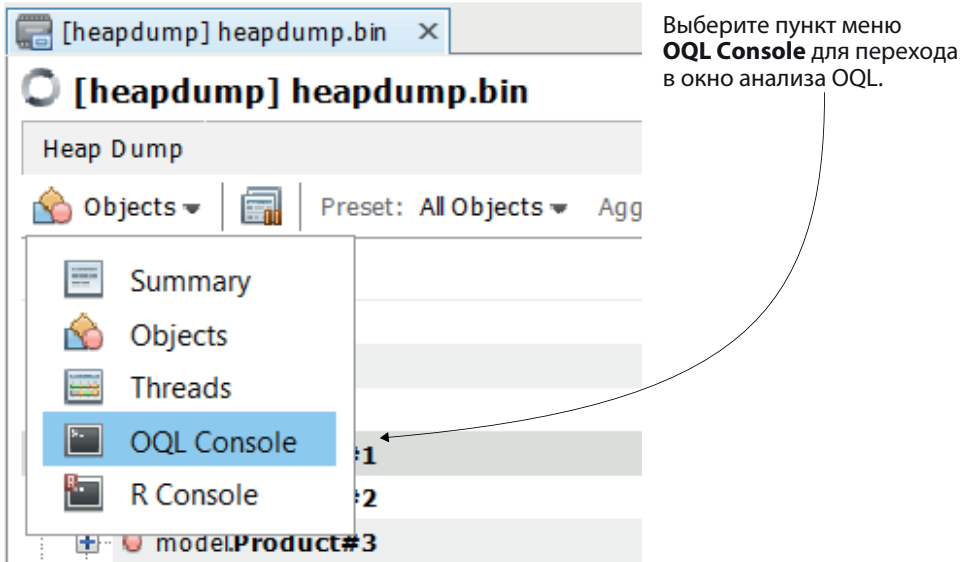 [heapdump] heapdump.bin
Выберите пункт меню
OQL Console для перехода
в окно анализа OQL.
[heapdump] heapdump.bin
Heap Dump
Objects Preset: All Objects Agg
Summary
Objects
Threads
OQL Console
#1
R Console
#2
model.Product#3